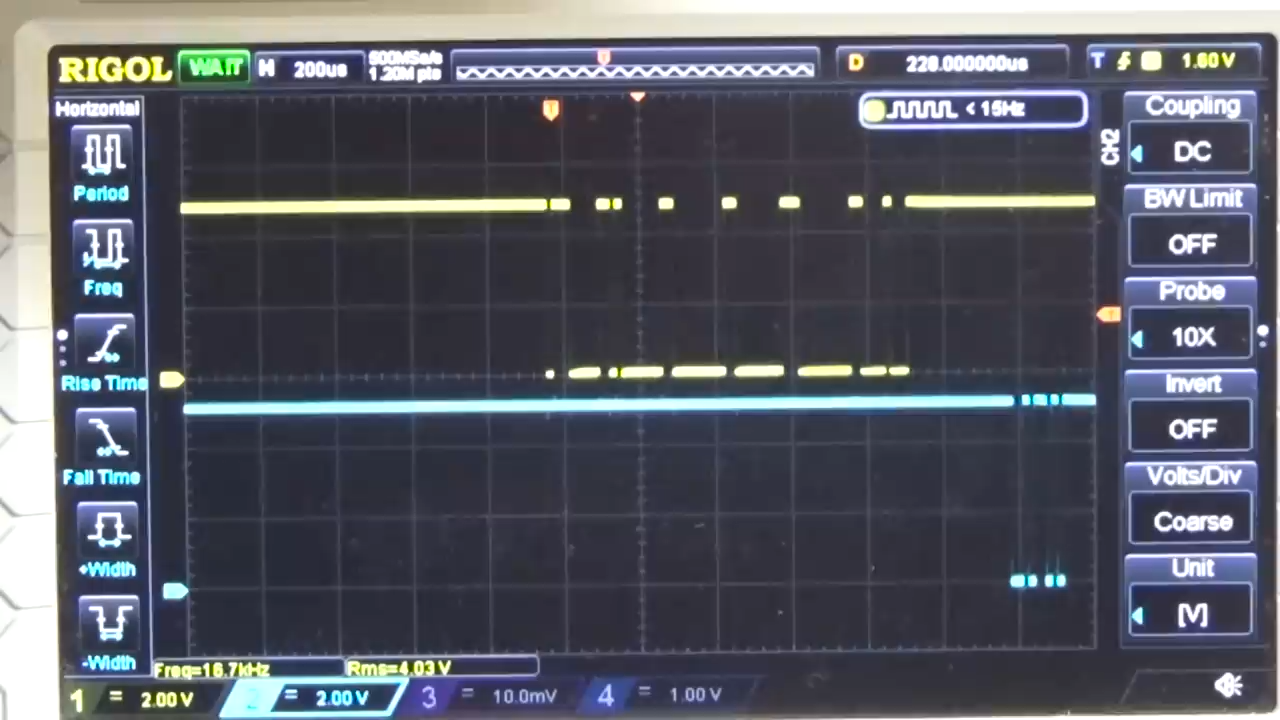 RIGOL WAIT H 200us 500MSa/s D 228.000000us T 1.60V
1.20M pts
T
Horizontal
Coupling
< 15Hz
CH2
DC
Period
BW Limit
OFF
Freq
Probe
10X
Rise Time
Invert
OFF
Fall Time
Volts/Div
Coarse
+Width
Unit
[V]
-Width
Freq=16.7kHz Rms=4.03 V
1 = 2.00 V 2 = 2.00 V 3 = 10.0mV 4 = 1.00 V